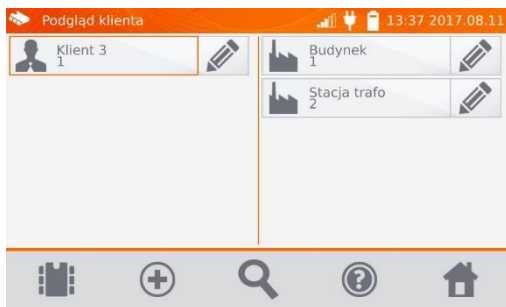 Podgląd klienta
13:37 2017.08.11
Klient 3
1
Budynek
1
Stacja trafo
2